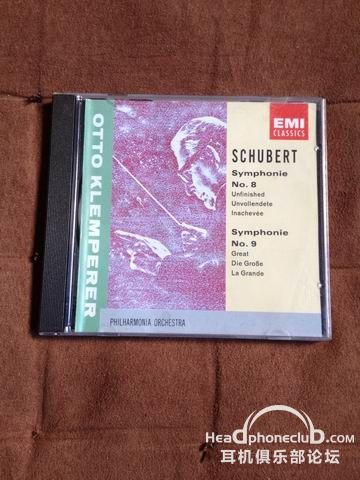 OTTO KLEMPERER
EMI
CLASSICS
SCHUBERT
Symphonie
No. 8
Unfinished
Unvollendete
Inachevée
Symphonie
No. 9
Great
Die Große
La Grande
PHILHARMONIA ORCHESTRA
HeadPhoneclub.com
耳机俱乐部论坛